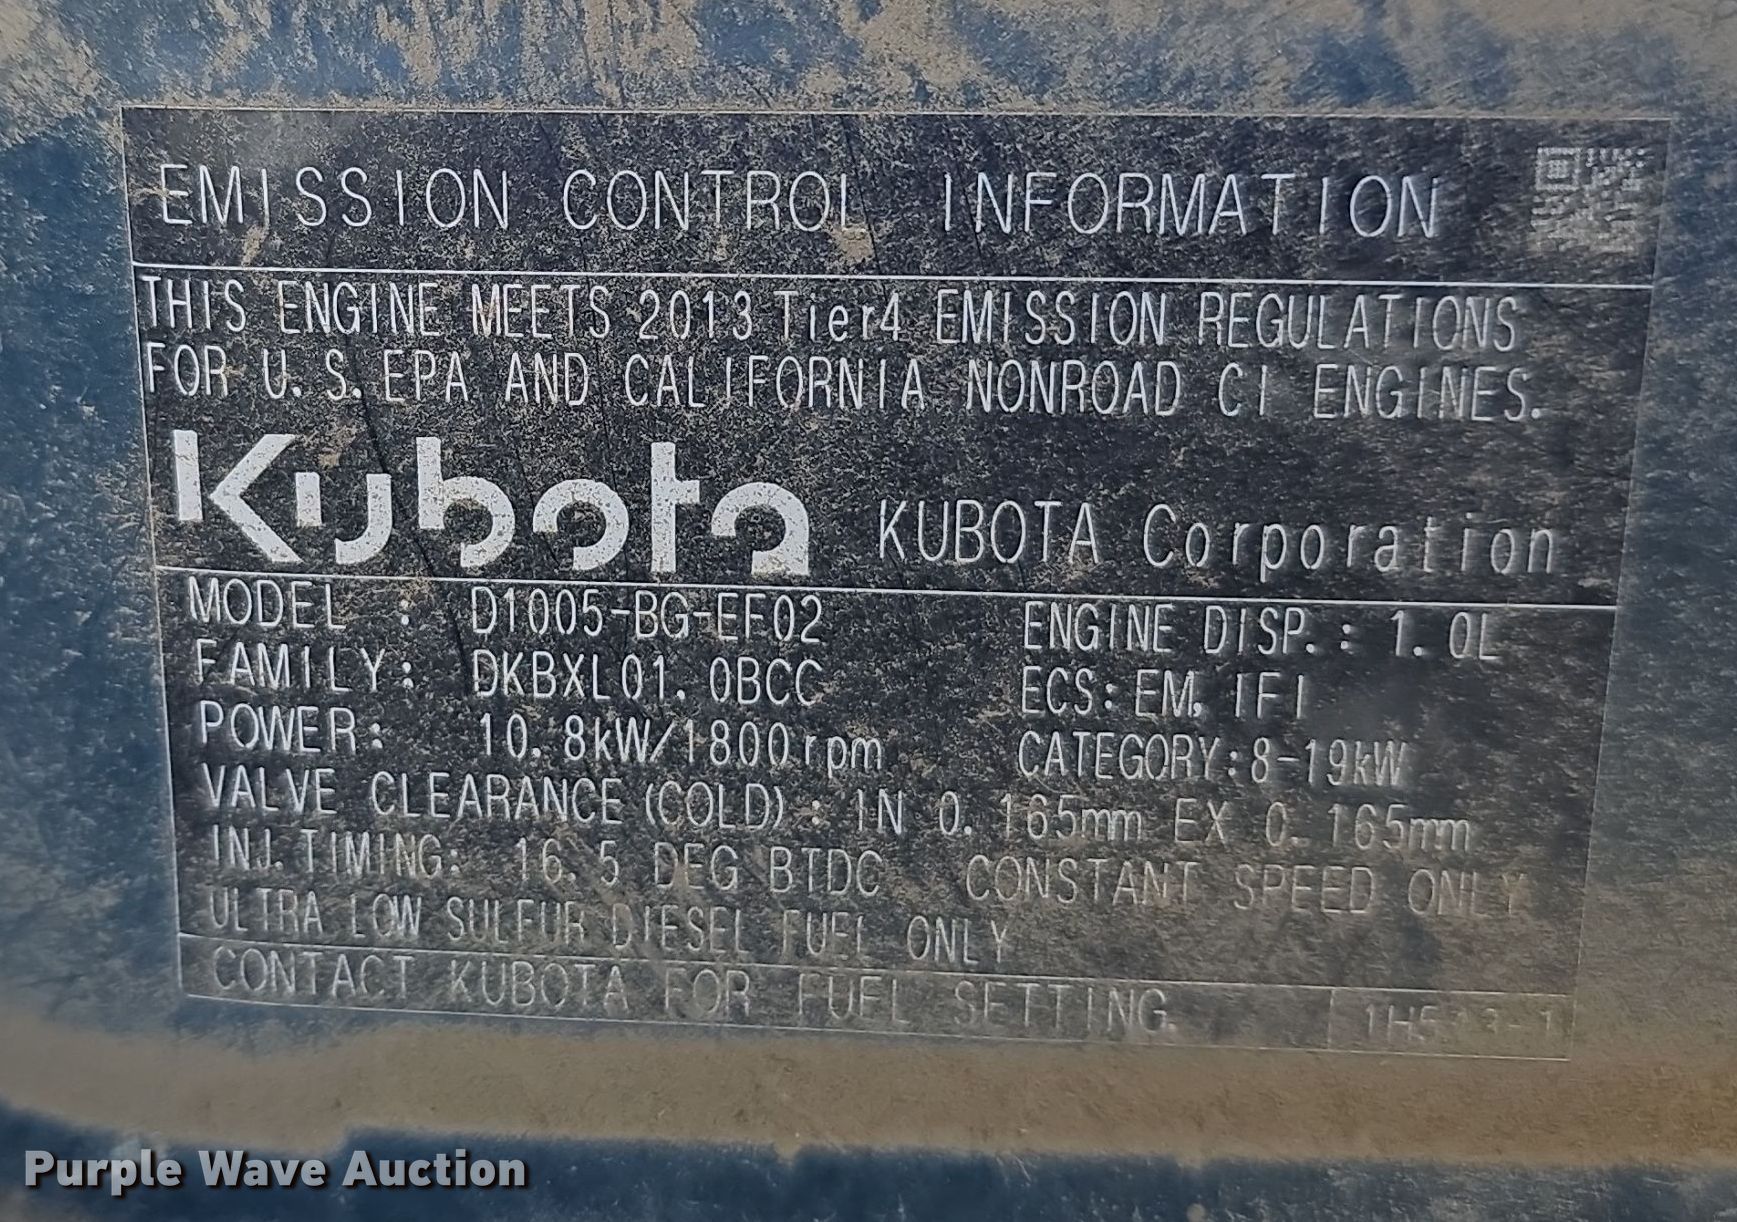 EMISSION CONTROL INFORMATION
THIS ENGINE MEETS 2013 Tier4 EMISSION REGULATIONS
FOR U.S.EPA AND CALIFORNIA NONROAD CI ENGINES.
Kubota KUBOTA Corporation
MODEL : D1005-BG-EF02 ENGINE DISP.: 1.0L
FAMILY: DKBXL01.0BCC ECS: EM, IFI
POWER: 10.8kW/1800rpm CATEGORY:8-19kW
VALVE CLEARANCE (COLD): IN 0.165mm EX 0.165mm
INJ.TIMING: 16.5 DEG BTDC CONSTANT SPEED ONLY
ULTRA LOW SULFUR DIESEL FUEL ONLY
CONTACT KUBOTA FOR FUEL SETTING.
Purple Wave Auction